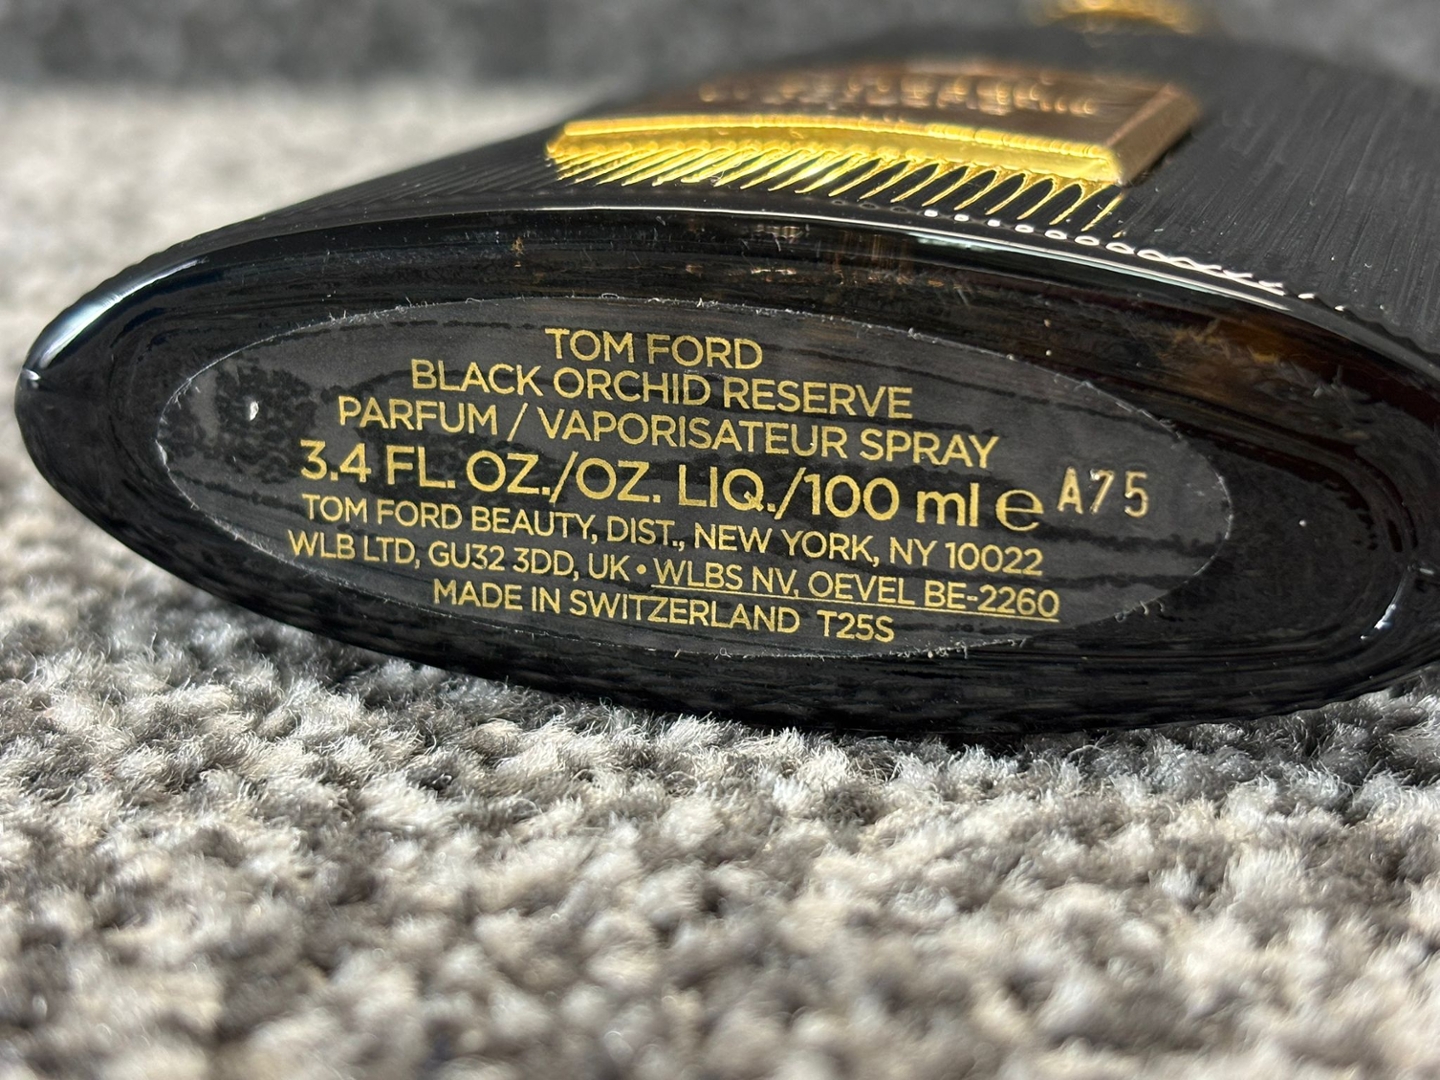 TOM FORD
BLACK ORCHID RESERVE
PARFUM / VAPORISATEUR SPRAY
3.4 FL. OZ./OZ. LIQ./100 ml ℮ A75
TOM FORD BEAUTY, DIST., NEW YORK, NY 10022
WLB LTD, GU32 3DD, UK • WLBS NV, OEVEL BE-2260
MADE IN SWITZERLAND T25S